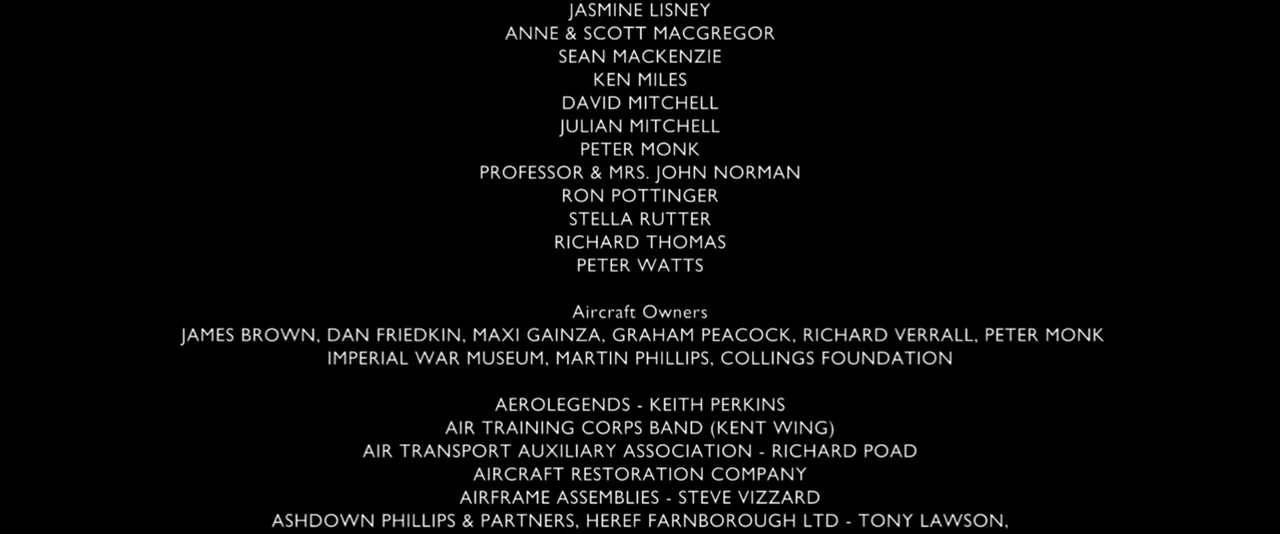 JASMINE LISNEY
ANNE & SCOTT MACGREGOR
SEAN MACKENZIE
KEN MILES
DAVID MITCHELL
JULIAN MITCHELL
PETER MONK
PROFESSOR & MRS. JOHN NORMAN
RON POTTINGER
STELLA RUTTER
RICHARD THOMAS
PETER WATTS
Aircraft Owners
JAMES BROWN, DAN FRIEDKIN, MAXI GAINZA, GRAHAM PEACOCK, RICHARD VERRALL, PETER MONK
IMPERIAL WAR MUSEUM, MARTIN PHILLIPS, COLLINGS FOUNDATION
AEROLEGENDS - KEITH PERKINS
AIR TRAINING CORPS BAND (KENT WING)
AIR TRANSPORT AUXILIARY ASSOCIATION - RICHARD POAD
AIRCRAFT RESTORATION COMPANY
AIRFRAME ASSEMBLIES - STEVE VIZZARD
ASHDOWN PHILLIPS & PARTNERS, HEREF FARNBOROUGH LTD - TONY LAWSON,